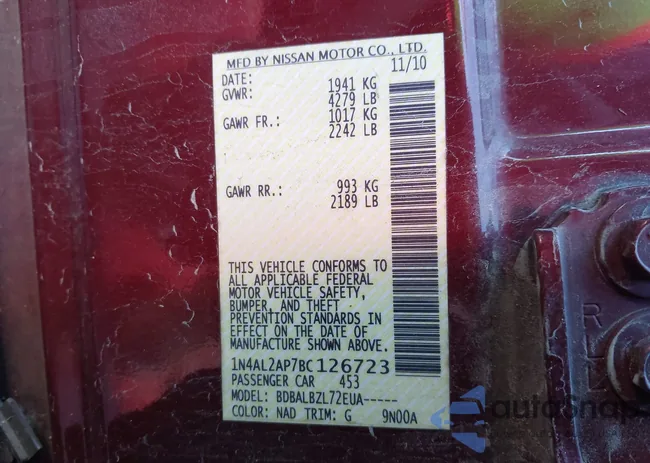 MFD BY NISSAN MOTOR CO., LTD.
DATE: 11/10
GVWR: 1941 KG
4279 LB
GAWR FR.: 1017 KG
2242 LB
GAWR RR.: 993 KG
2189 LB
THIS VEHICLE CONFORMS TO
ALL APPLICABLE FEDERAL
MOTOR VEHICLE SAFETY,
BUMPER, AND THEFT
PREVENTION STANDARDS IN
EFFECT ON THE DATE OF
MANUFACTURE SHOWN ABOVE.
1N4AL2AP7BC126723
PASSENGER CAR 453
MODEL: BDBALBZL72EUA-----
COLOR: NAD TRIM: G 9N00A
R
autoSnap